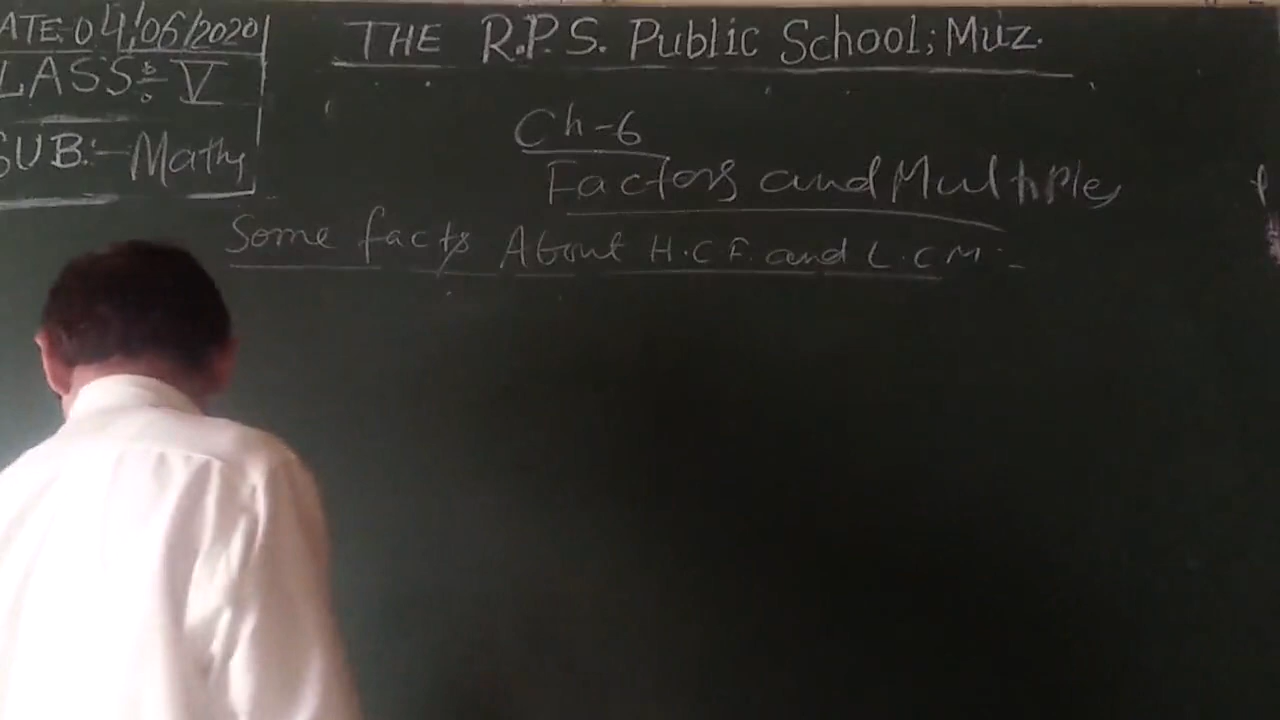 ATE:04/06/2020
THE R.P.S. Public School; Muz.
LASS:- V
SUB:- Maths
Ch-6
Factors and Multiples
Some facts About H.C.F. and L.C.M:-